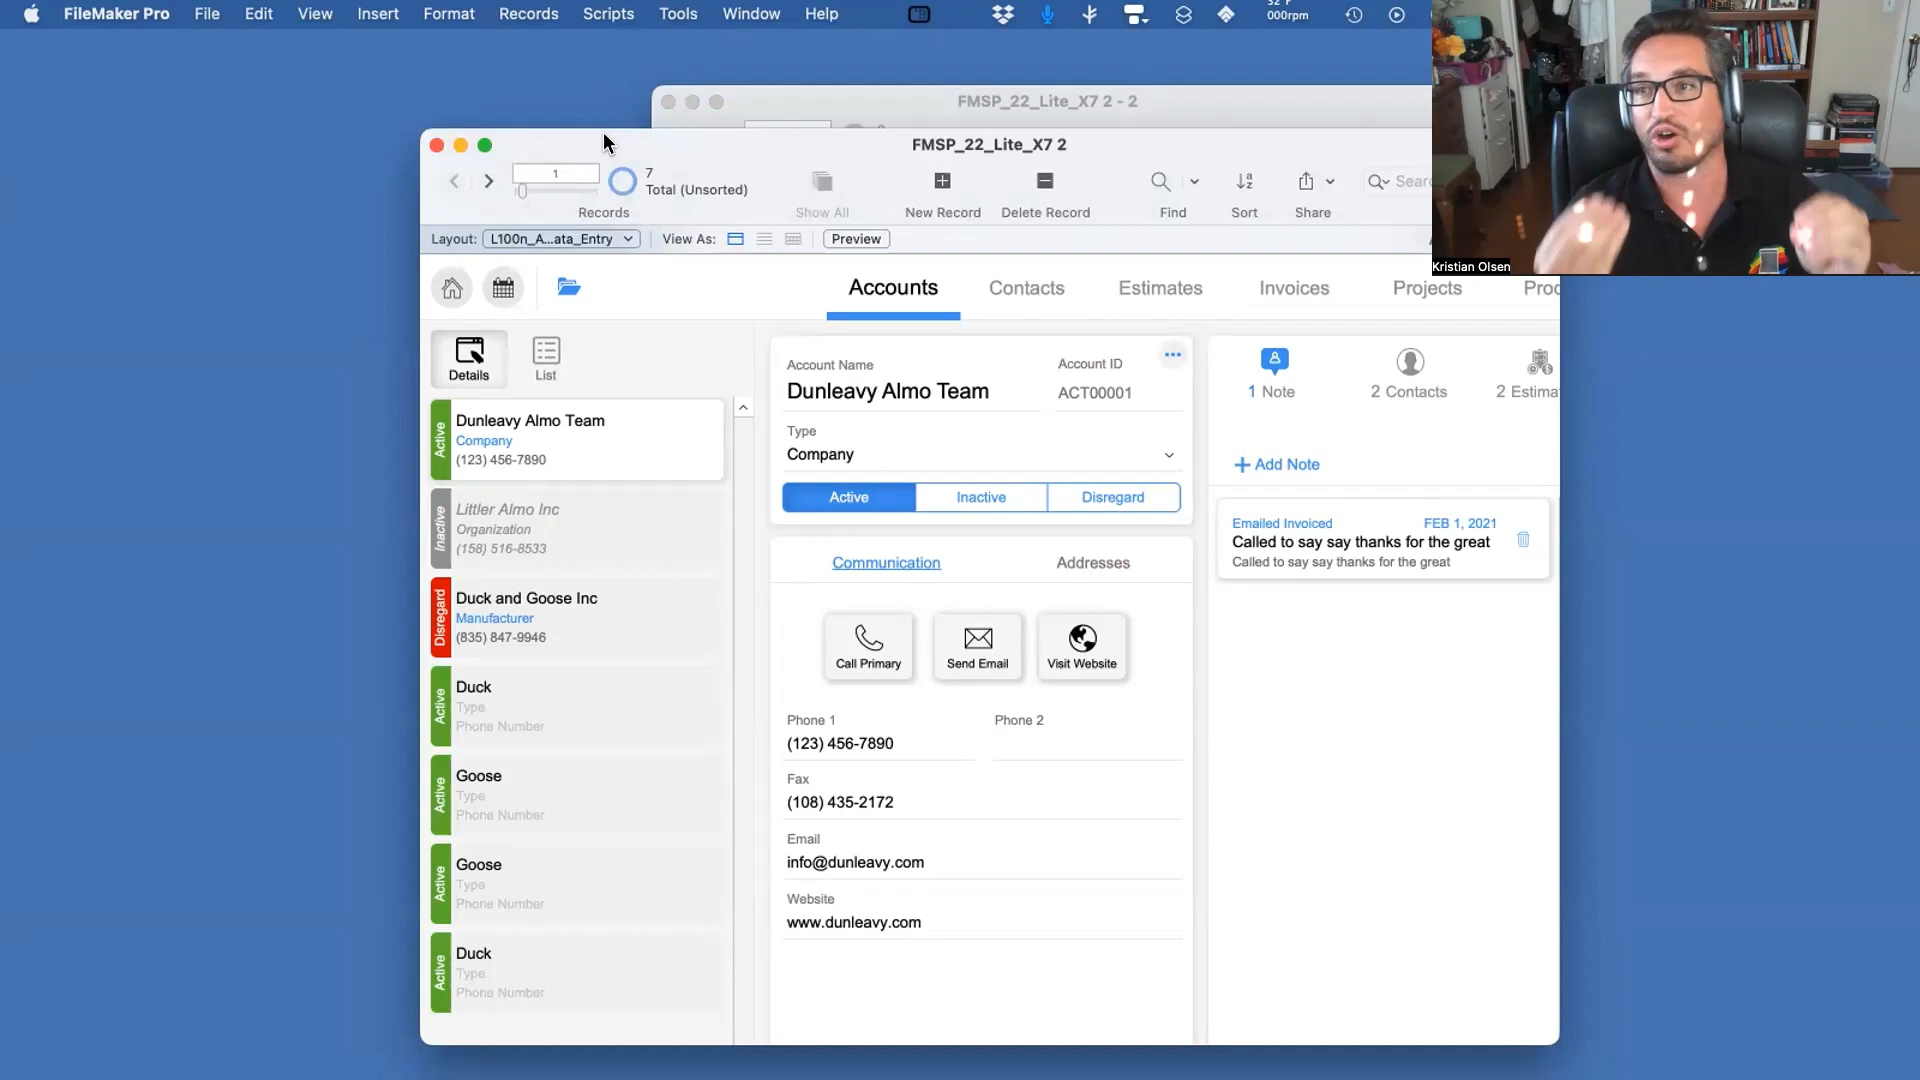 FileMaker Pro File Edit View Insert Format Records Scripts Tools Window Help
000rpm
FMSP_22_Lite_X7 2 - 2
FMSP_22_Lite_X7 2
1
7
Total (Unsorted)
Records
Show All
New Record
Delete Record
Find
Sort
Share
Sear
Layout: L100n_A...ata_Entry View As: Preview
Kristian Olsen
Accounts Contacts Estimates Invoices Projects Proc
Details
List
Active
Dunleavy Almo Team
Company
(123) 456-7890
Inactive
Littler Almo Inc
Organization
(158) 516-8533
Disregard
Duck and Goose Inc
Manufacturer
(835) 847-9946
Active
Duck
Type
Phone Number
Active
Goose
Type
Phone Number
Active
Goose
Type
Phone Number
Active
Duck
Type
Phone Number
Account Name
Dunleavy Almo Team
Account ID
ACT00001
Type
Company
Active Inactive Disregard
Communication Addresses
Call Primary
Send Email
Visit Website
Phone 1
(123) 456-7890
Phone 2
Fax
(108) 435-2172
Email
info@dunleavy.com
Website
www.dunleavy.com
1 Note
2 Contacts
2 Estima
+ Add Note
Emailed Invoiced FEB 1, 2021
Called to say say thanks for the great
Called to say say thanks for the great